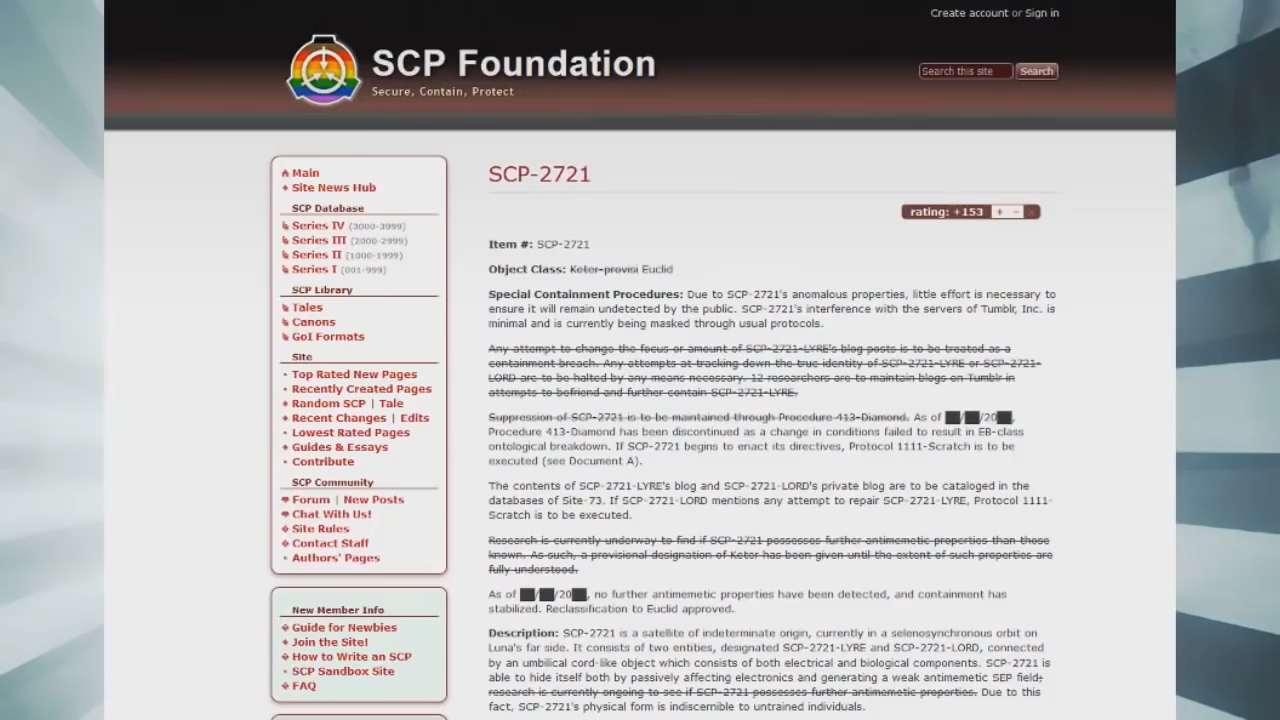 Create account or Sign in
SCP Foundation
Secure, Contain, Protect
Search this site
Search
Main
Site News Hub
SCP Database
Series IV (3000-3999)
Series III (2000-2999)
Series II (1000-1999)
Series I (001-999)
SCP Library
Tales
Canons
GoI Formats
Site
Top Rated New Pages
Recently Created Pages
Random SCP | Tale
Recent Changes | Edits
Lowest Rated Pages
Guides & Essays
Contribute
SCP Community
Forum | New Posts
Chat With Us!
Site Rules
Contact Staff
Authors' Pages
New Member Info
Guide for Newbies
Join the Site!
How to Write an SCP
SCP Sandbox Site
FAQ
SCP-2721
rating: +153 + − x
Item #: SCP-2721
Object Class: Keter-provisi Euclid
Special Containment Procedures: Due to SCP-2721's anomalous properties, little effort is necessary to
ensure it will remain undetected by the public. SCP-2721's interference with the servers of Tumblr, Inc. is
minimal and is currently being masked through usual protocols.
Any attempt to change the focus or amount of SCP-2721-LYRE's blog posts is to be treated as a
containment breach. Any attempts at tracking down the true identity of SCP-2721-LYRE or SCP-2721-
LORD are to be halted by any means necessary. 12 researchers are to maintain blogs on Tumblr in
attempts to befriend and further contain SCP-2721-LYRE.
Suppression of SCP-2721 is to be maintained through Procedure 413-Diamond. As of ██/██/20██,
Procedure 413-Diamond has been discontinued as a change in conditions failed to result in EB-class
ontological breakdown. If SCP-2721 begins to enact its directives, Protocol 1111-Scratch is to be
executed (see Document A).
The contents of SCP-2721-LYRE's blog and SCP-2721-LORD's private blog are to be cataloged in the
databases of Site-73. If SCP-2721-LORD mentions any attempt to repair SCP-2721-LYRE, Protocol 1111-
Scratch is to be executed.
Research is currently underway to find if SCP-2721 possesses further antimemetic properties than those
known. As such, a provisional designation of Keter has been given until the extent of such properties are
fully understood.
As of ██/██/20██, no further antimemetic properties have been detected, and containment has
stabilized. Reclassification to Euclid approved.
Description: SCP-2721 is a satellite of indeterminate origin, currently in a selenosynchronous orbit on
Luna's far side. It consists of two entities, designated SCP-2721-LYRE and SCP-2721-LORD, connected
by an umbilical cord-like object which consists of both electrical and biological components. SCP-2721 is
able to hide itself both by passively affecting electronics and generating a weak antimemetic SEP field;
research is currently ongoing to see if SCP-2721 possesses further antimemetic properties. Due to this
fact, SCP-2721's physical form is indiscernible to untrained individuals.